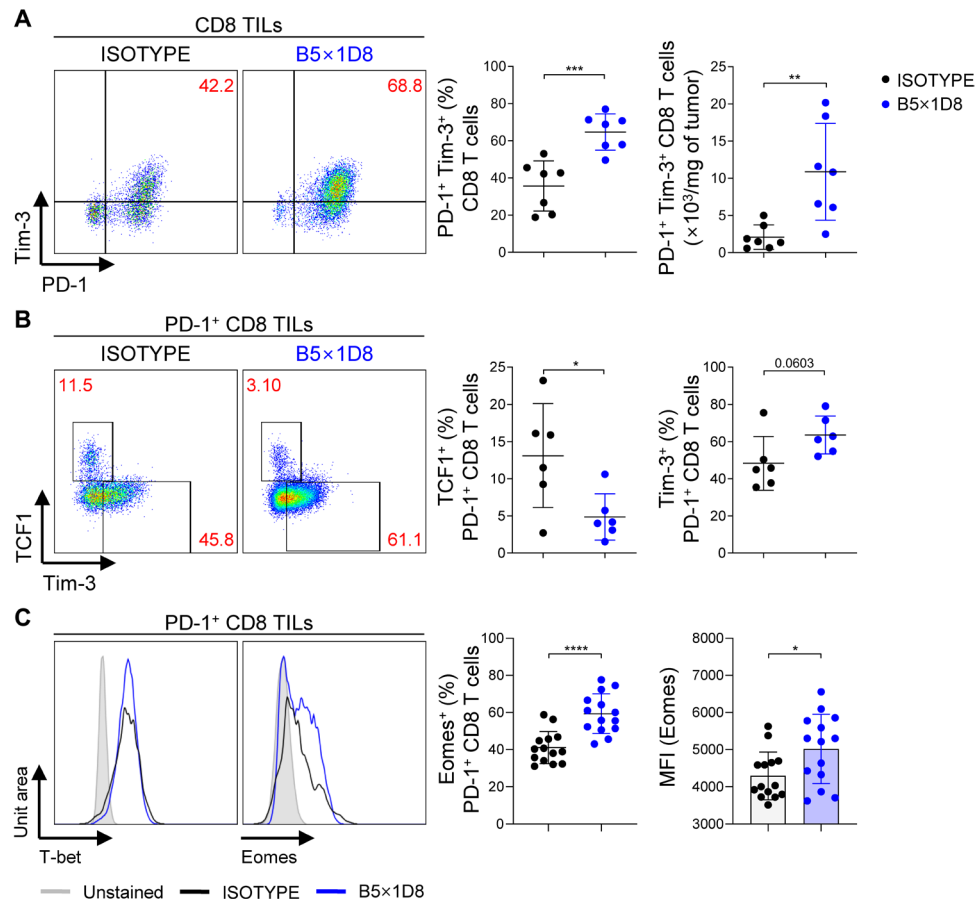 A
CD8 TILs
ISOTYPE
B5×1D8
42.2
68.8
Tim-3
PD-1
PD-1⁺ Tim-3⁺ (%)
CD8 T cells
100
80
60
40
20
0
***
PD-1⁺ Tim-3⁺ CD8 T cells
(×10³/mg of tumor)
25
20
15
10
5
0
**
ISOTYPE
B5×1D8
B
PD-1⁺ CD8 TILs
ISOTYPE
B5×1D8
11.5
3.10
45.8
61.1
TCF1
Tim-3
TCF1⁺ (%)
PD-1⁺ CD8 T cells
25
20
15
10
5
0
*
Tim-3⁺ (%)
PD-1⁺ CD8 T cells
100
80
60
40
20
0
0.0603
C
PD-1⁺ CD8 TILs
Unit area
T-bet
Eomes
Eomes⁺ (%)
PD-1⁺ CD8 T cells
100
80
60
40
20
0
****
MFI (Eomes)
8000
7000
6000
5000
4000
3000
*
Unstained
ISOTYPE
B5×1D8